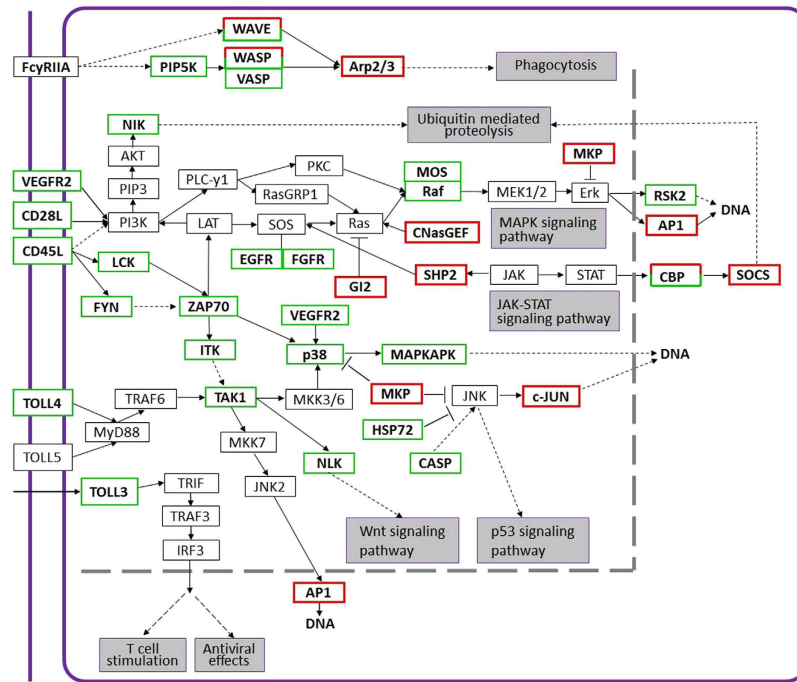 WAVE
FcyRIIA
PIP5K
WASP
VASP
Arp2/3
Phagocytosis
NIK
Ubiquitin mediated
proteolysis
AKT
PKC
MOS
MKP
VEGFR2
PIP3
PLC-y1
RasGRP1
Raf
MEK1/2
Erk
RSK2
CD28L
PI3K
LAT
SOS
Ras
CNasGEF
MAPK signaling
pathway
AP1
DNA
CD45L
LCK
EGFR
FGFR
GI2
SHP2
JAK
STAT
CBP
SOCS
FYN
ZAP70
VEGFR2
JAK-STAT
signaling pathway
ITK
p38
MAPKAPK
DNA
TOLL4
TRAF6
TAK1
MKK3/6
MKP
JNK
c-JUN
MyD88
HSP72
TOLL5
MKK7
NLK
CASP
TOLL3
TRIF
JNK2
TRAF3
Wnt signaling
pathway
p53 signaling
pathway
IRF3
AP1
DNA
T cell
stimulation
Antiviral
effects